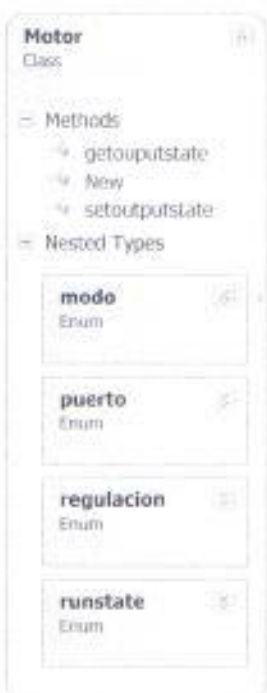 Motor
Class
Methods
getouputstate
New
setoutputstate
Nested Types
modo
Enum
puerto
Enum
regulacion
Enum
runstate
Enum